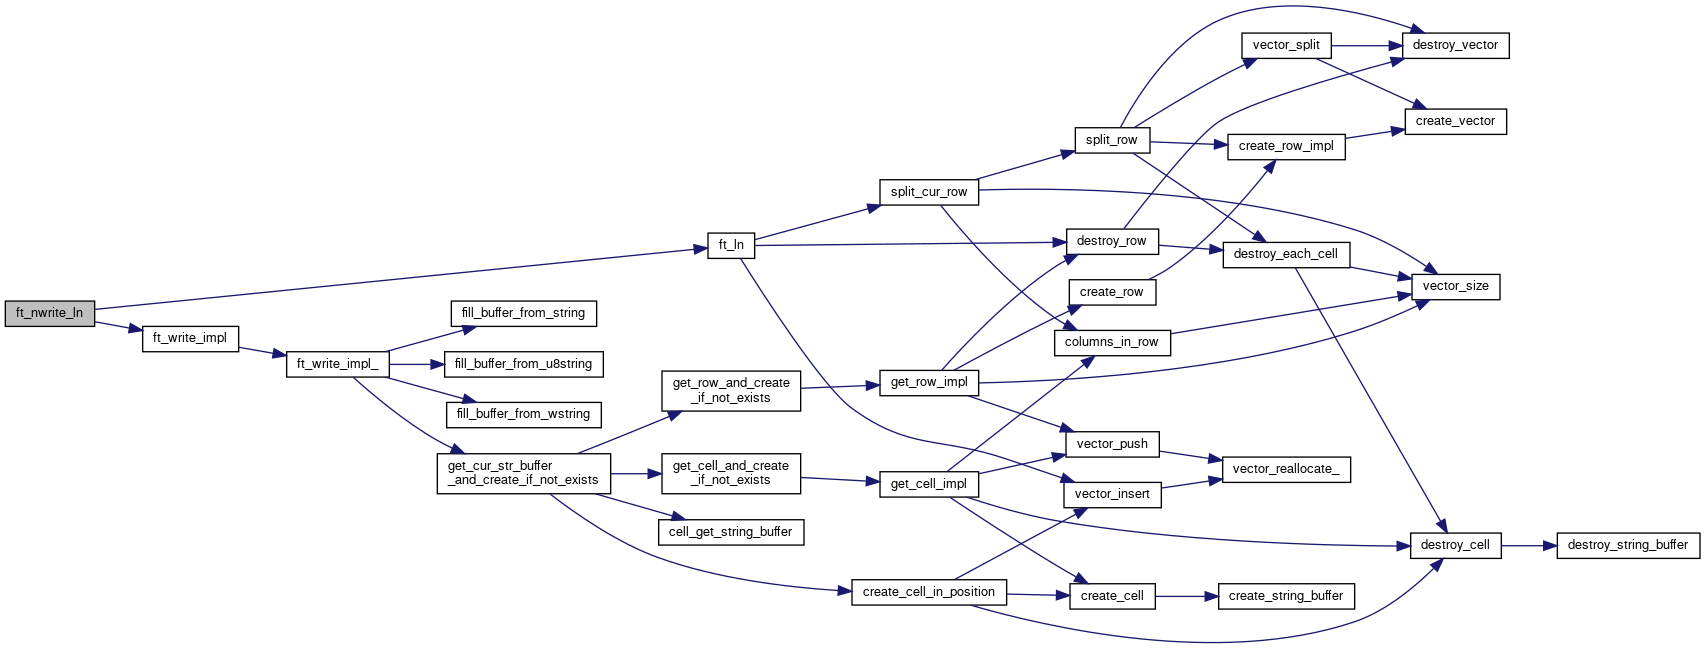 ft_nwrite_ln
ft_write_impl
ft_ln
ft_write_impl_
fill_buffer_from_string
fill_buffer_from_u8string
fill_buffer_from_wstring
get_cur_str_buffer
_and_create_if_not_exists
get_row_and_create
_if_not_exists
get_cell_and_create
_if_not_exists
cell_get_string_buffer
create_cell_in_position
split_cur_row
get_row_impl
get_cell_impl
split_row
destroy_row
create_row
columns_in_row
vector_push
vector_insert
create_cell
vector_split
create_row_impl
destroy_each_cell
vector_reallocate_
create_string_buffer
destroy_vector
create_vector
vector_size
destroy_cell
destroy_string_buffer